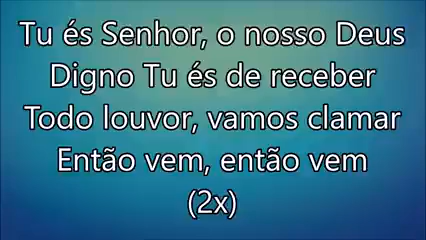 Tu és Senhor, o nosso Deus
Digno Tu és de receber
Todo louvor, vamos clamar
Então vem, então vem
(2x)